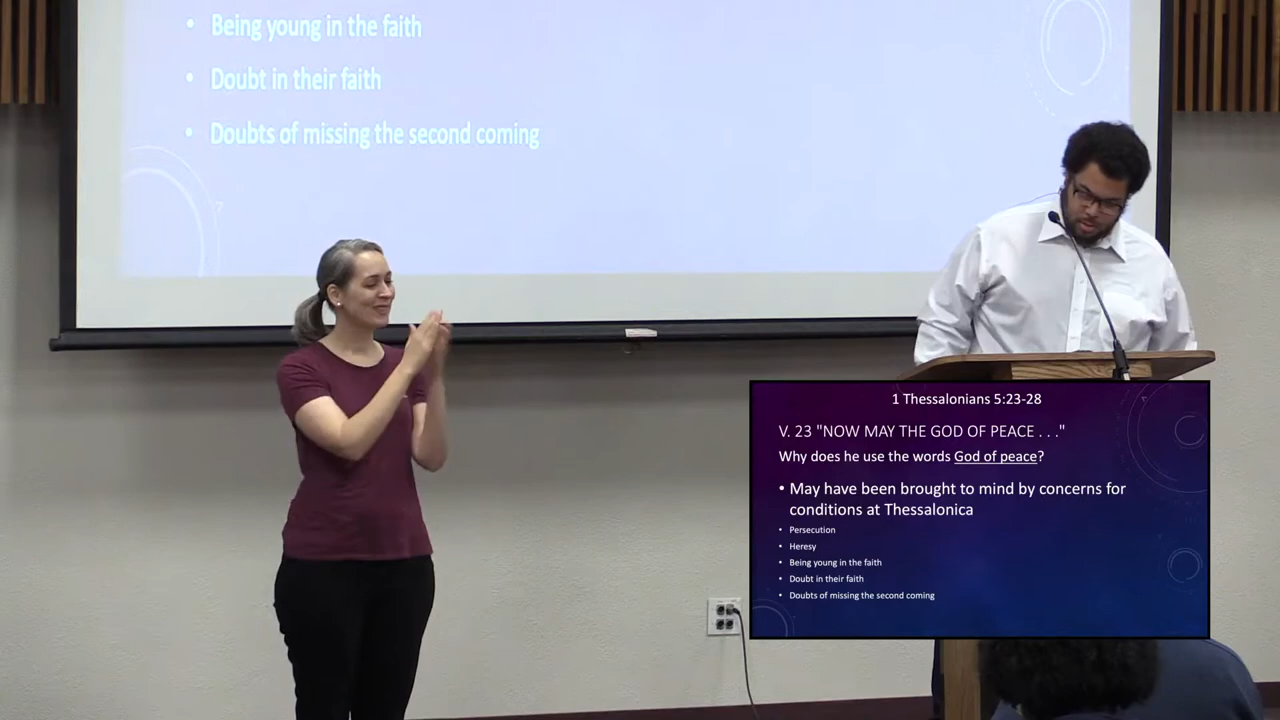 • Being young in the faith
• Doubt in their faith
• Doubts of missing the second coming
1 Thessalonians 5:23-28
V. 23 "NOW MAY THE GOD OF PEACE . . ."
Why does he use the words God of peace?
• May have been brought to mind by concerns for
conditions at Thessalonica
• Persecution
• Heresy
• Being young in the faith
• Doubt in their faith
• Doubts of missing the second coming